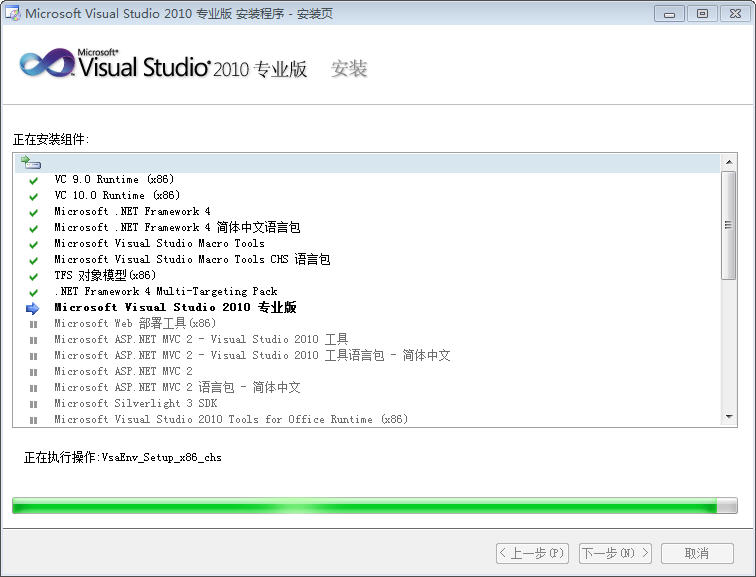 Microsoft Visual Studio 2010 专业版 安装程序 - 安装页
Microsoft®
Visual Studio® 2010 专业版 安装
正在安装组件:
VC 9.0 Runtime (x86)
VC 10.0 Runtime (x86)
Microsoft .NET Framework 4
Microsoft .NET Framework 4 简体中文语言包
Microsoft Visual Studio Macro Tools
Microsoft Visual Studio Macro Tools CHS 语言包
TFS 对象模型(x86)
.NET Framework 4 Multi-Targeting Pack
Microsoft Visual Studio 2010 专业版
Microsoft Web 部署工具(x86)
Microsoft ASP.NET MVC 2 - Visual Studio 2010 工具
Microsoft ASP.NET MVC 2 - Visual Studio 2010 工具语言包 - 简体中文
Microsoft ASP.NET MVC 2
Microsoft ASP.NET MVC 2 语言包 - 简体中文
Microsoft Silverlight 3 SDK
Microsoft Visual Studio 2010 Tools for Office Runtime (x86)
正在执行操作:VsaEnv_Setup_x86_chs
< 上一步(P) 下一步(N) > 取消